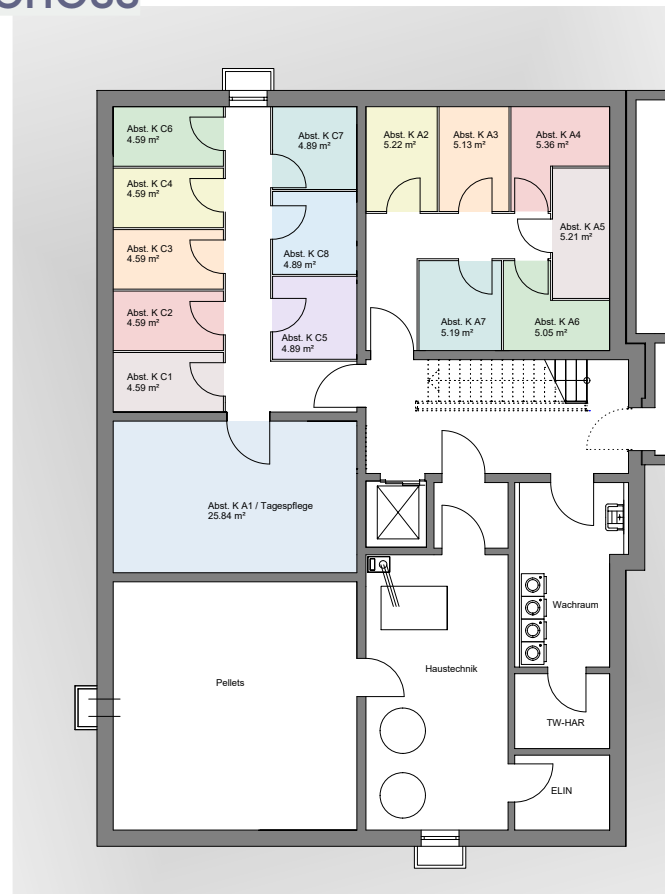 Abst. K C6
4.59 m²
Abst. K C7
4.89 m²
Abst. K A2
5.22 m²
Abst. K A3
5.13 m²
Abst. K A4
5.36 m²
Abst. K C4
4.59 m²
Abst. K A5
5.21 m²
Abst. K C3
4.59 m²
Abst. K C8
4.89 m²
Abst. K C2
4.59 m²
Abst. K C5
4.89 m²
Abst. K A7
5.19 m²
Abst. K A6
5.05 m²
Abst. K C1
4.59 m²
Abst. K A1 / Tagespflege
25.84 m²
Wachraum
Pellets
Haustechnik
TW-HAR
ELIN